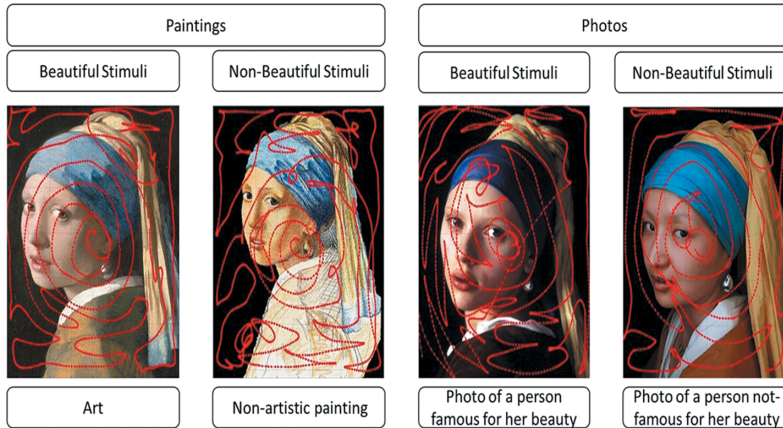 Paintings
Photos
Beautiful Stimuli
Non-Beautiful Stimuli
Beautiful Stimuli
Non-Beautiful Stimuli
Art
Non-artistic painting
Photo of a person
famous for her beauty
Photo of a person not-
famous for her beauty